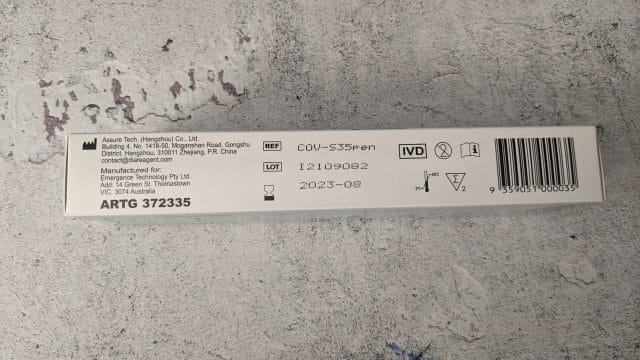 Assure Tech. (Hangzhou) Co., Ltd.
Building 4, No. 1418-50, Moganshan Road, Gongshu
District, Hangzhou, 310011 Zhejiang, P.R. China
contact@diareagent.com
Manufactured for:
Emergence Technology Pty Ltd.
Add: 14 Green St. Thomastown
VIC. 3074 Australia
ARTG 372335
REF COV-S35pen
LOT I2109082
2023-08
IVD
2
9 359051 000035